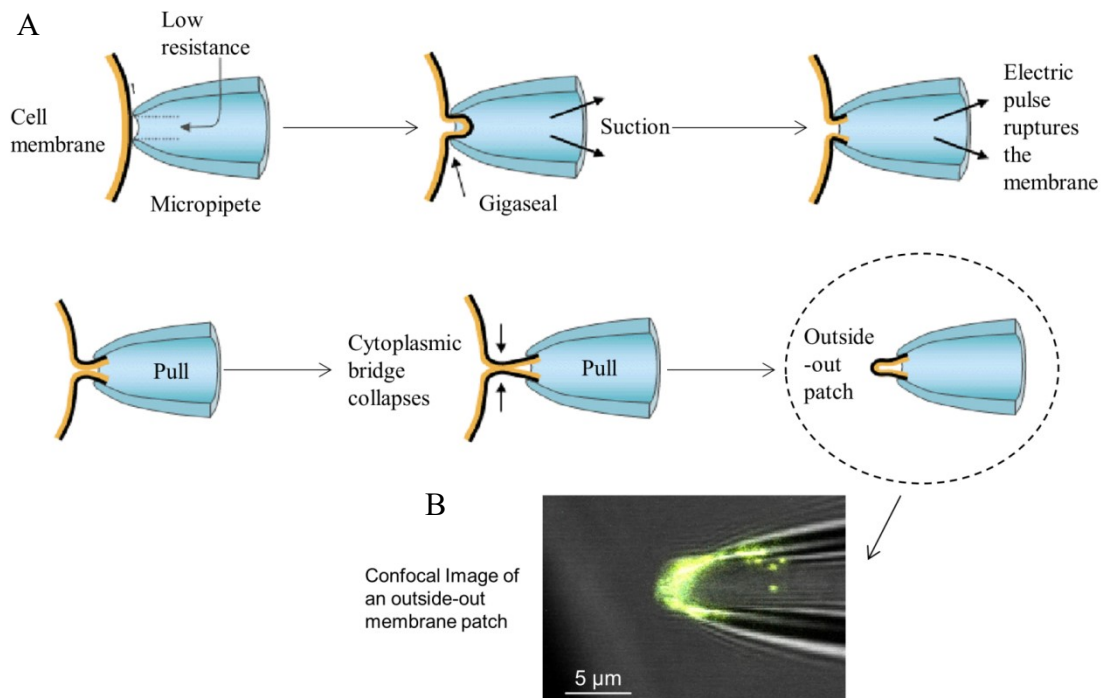 A
Low
resistance
Cell
membrane
Micropipete
Suction
Gigaseal
Electric
pulse
ruptures
the
membrane
Pull
Cytoplasmic
bridge
collapses
Pull
Outside
-out
patch
B
Confocal Image of
an outside-out
membrane patch
5 µm